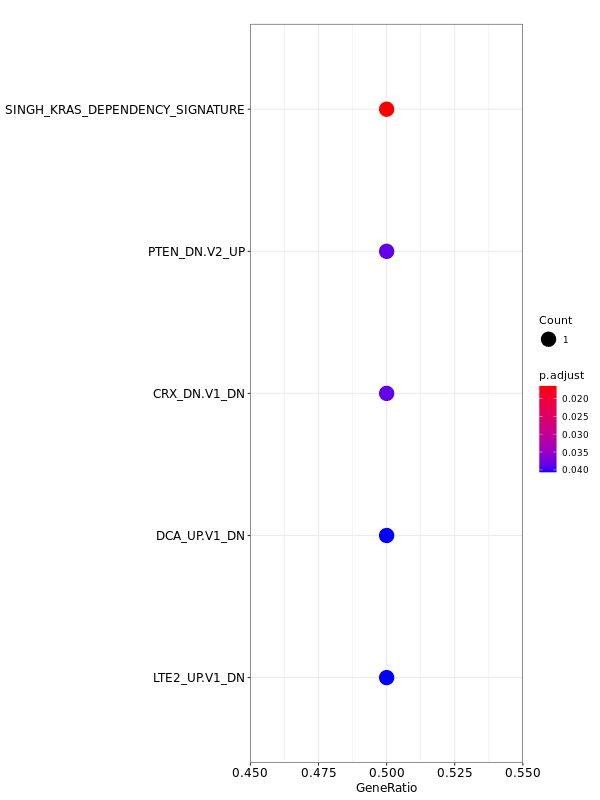 SINGH_KRAS_DEPENDENCY_SIGNATURE
PTEN_DN.V2_UP
CRX_DN.V1_DN
DCA_UP.V1_DN
LTE2_UP.V1_DN
0.450 0.475 0.500 0.525 0.550
GeneRatio
Count
1
p.adjust
0.020
0.025
0.030
0.035
0.040